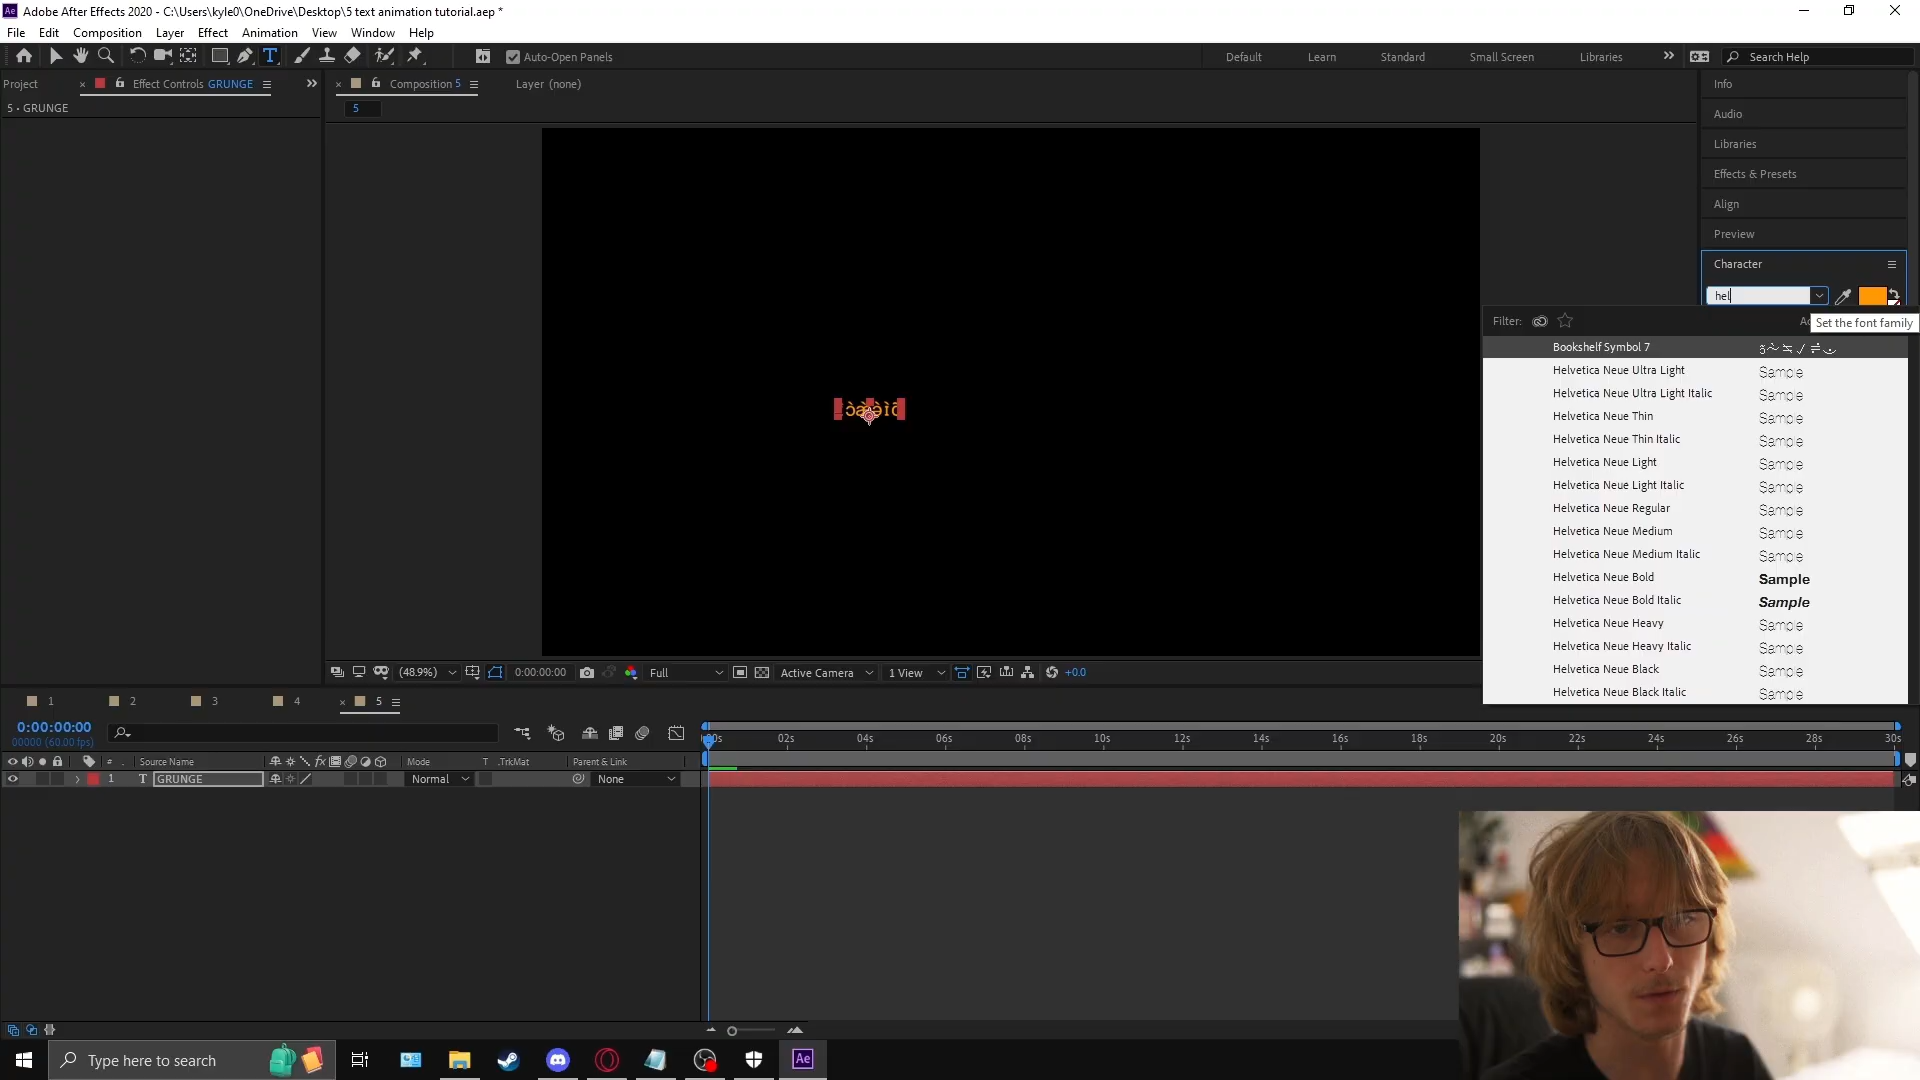 Adobe After Effects 2020 - C:\Users\kyle0\OneDrive\Desktop\5 text animation tutorial.aep *
File Edit Composition Layer Effect Animation View Window Help
Auto-Open Panels
Default Learn Standard Small Screen Libraries Search Help
Project Effect Controls GRUNGE
Composition 5 Layer (none)
5 • GRUNGE
5
Info
Audio
Libraries
Effects & Presets
Align
Preview
Character
hel
Filter:
Set the font family
Bookshelf Symbol 7
Helvetica Neue Ultra Light Sample
Helvetica Neue Ultra Light Italic Sample
Helvetica Neue Thin Sample
Helvetica Neue Thin Italic Sample
Helvetica Neue Light Sample
Helvetica Neue Light Italic Sample
Helvetica Neue Regular Sample
Helvetica Neue Medium Sample
Helvetica Neue Medium Italic Sample
Helvetica Neue Bold Sample
Helvetica Neue Bold Italic Sample
Helvetica Neue Heavy Sample
Helvetica Neue Heavy Italic Sample
Helvetica Neue Black Sample
Helvetica Neue Black Italic Sample
(48.9%) 0:00:00:00 Full Active Camera 1 View +0.0
1 2 3 4 5
0:00:00:00
00000 (60.00 fps)
02s 04s 06s 08s 10s 12s 14s 16s 18s 20s 22s 24s 26s 28s 30s
# Source Name fx Mode T .TrkMat Parent & Link
1 T GRUNGE Normal None
Type here to search
Ae